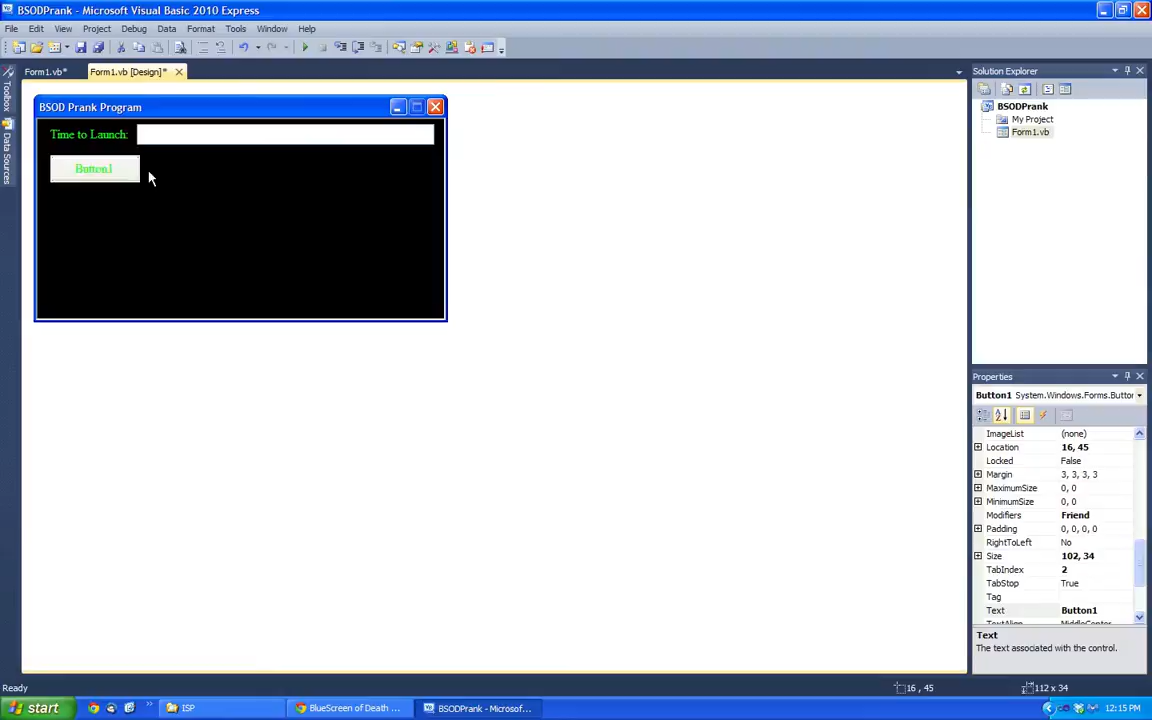 BSODPrank - Microsoft Visual Basic 2010 Express
File Edit View Project Debug Format Data Tools Window Help
Form1.vb* Form1.vb [Design]*
Toolbox
Data Sources
BSOD Prank Program
Time to Launch:
Button1
Solution Explorer
BSODPrank
My Project
Form1.vb
Properties
Button1 System.Windows.Forms.Button
ImageList (none)
Location 16, 45
Locked False
Margin 3, 3, 3, 3
MaximumSize 0, 0
MinimumSize 0, 0
Modifiers Friend
Padding 0, 0, 0, 0
RightToLeft No
Size 102, 34
TabIndex 2
TabStop True
Tag
Text Button1
TextAlign MiddleCenter
Text
The text associated with the control.
Ready 16 , 45 112 x 34
start ISP BlueScreen of Death ... BSODPrank - Microsof... 12:15 PM